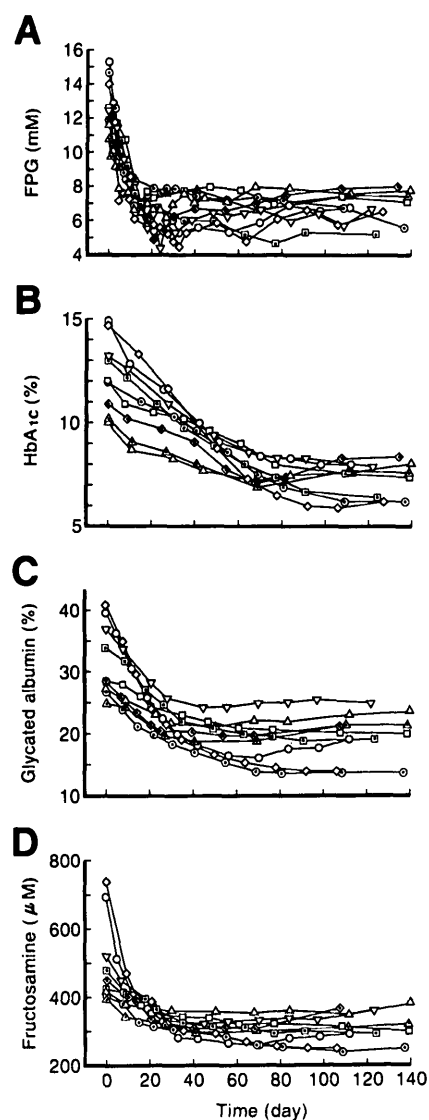 A
16
14
12
10
8
6
4
FPG (mM)
B
15
10
5
HbA1c (%)
C
40
30
20
10
Glycated albumin (%)
D
800
600
400
200
Fructosamine (μM)
0 20 40 60 80 100 120 140
Time (day)